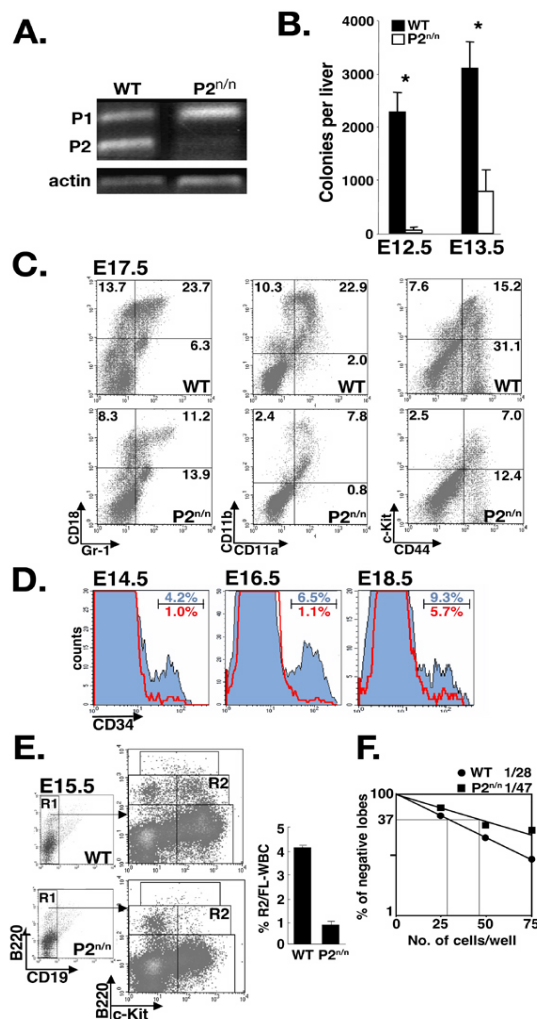 A.
WT P2n/n
P1
P2
actin
B.
WT
P2n/n
Colonies per liver
4000
3000
2000
1000
0
*
*
E12.5 E13.5
C.
E17.5
13.7 23.7
6.3
WT
10.3 22.9
2.0
WT
7.6 15.2
31.1
WT
8.3 11.2
13.9
P2n/n
2.4 7.8
0.8
P2n/n
2.5 7.0
12.4
P2n/n
CD18
Gr-1
CD11b
CD11a
c-Kit
CD44
D.
E14.5 E16.5 E18.5
4.2%
1.0%
6.5%
1.1%
9.3%
5.7%
counts
CD34
E.
E15.5
R1
WT
R2
R1
P2n/n
R2
B220
CD19
B220
c-Kit
% R2/FL-WBC
5
4
3
2
1
0
WT P2n/n
F.
WT 1/28
P2n/n 1/47
% of negative lobes
100
37
1
0 25 50 75
No. of cells/well